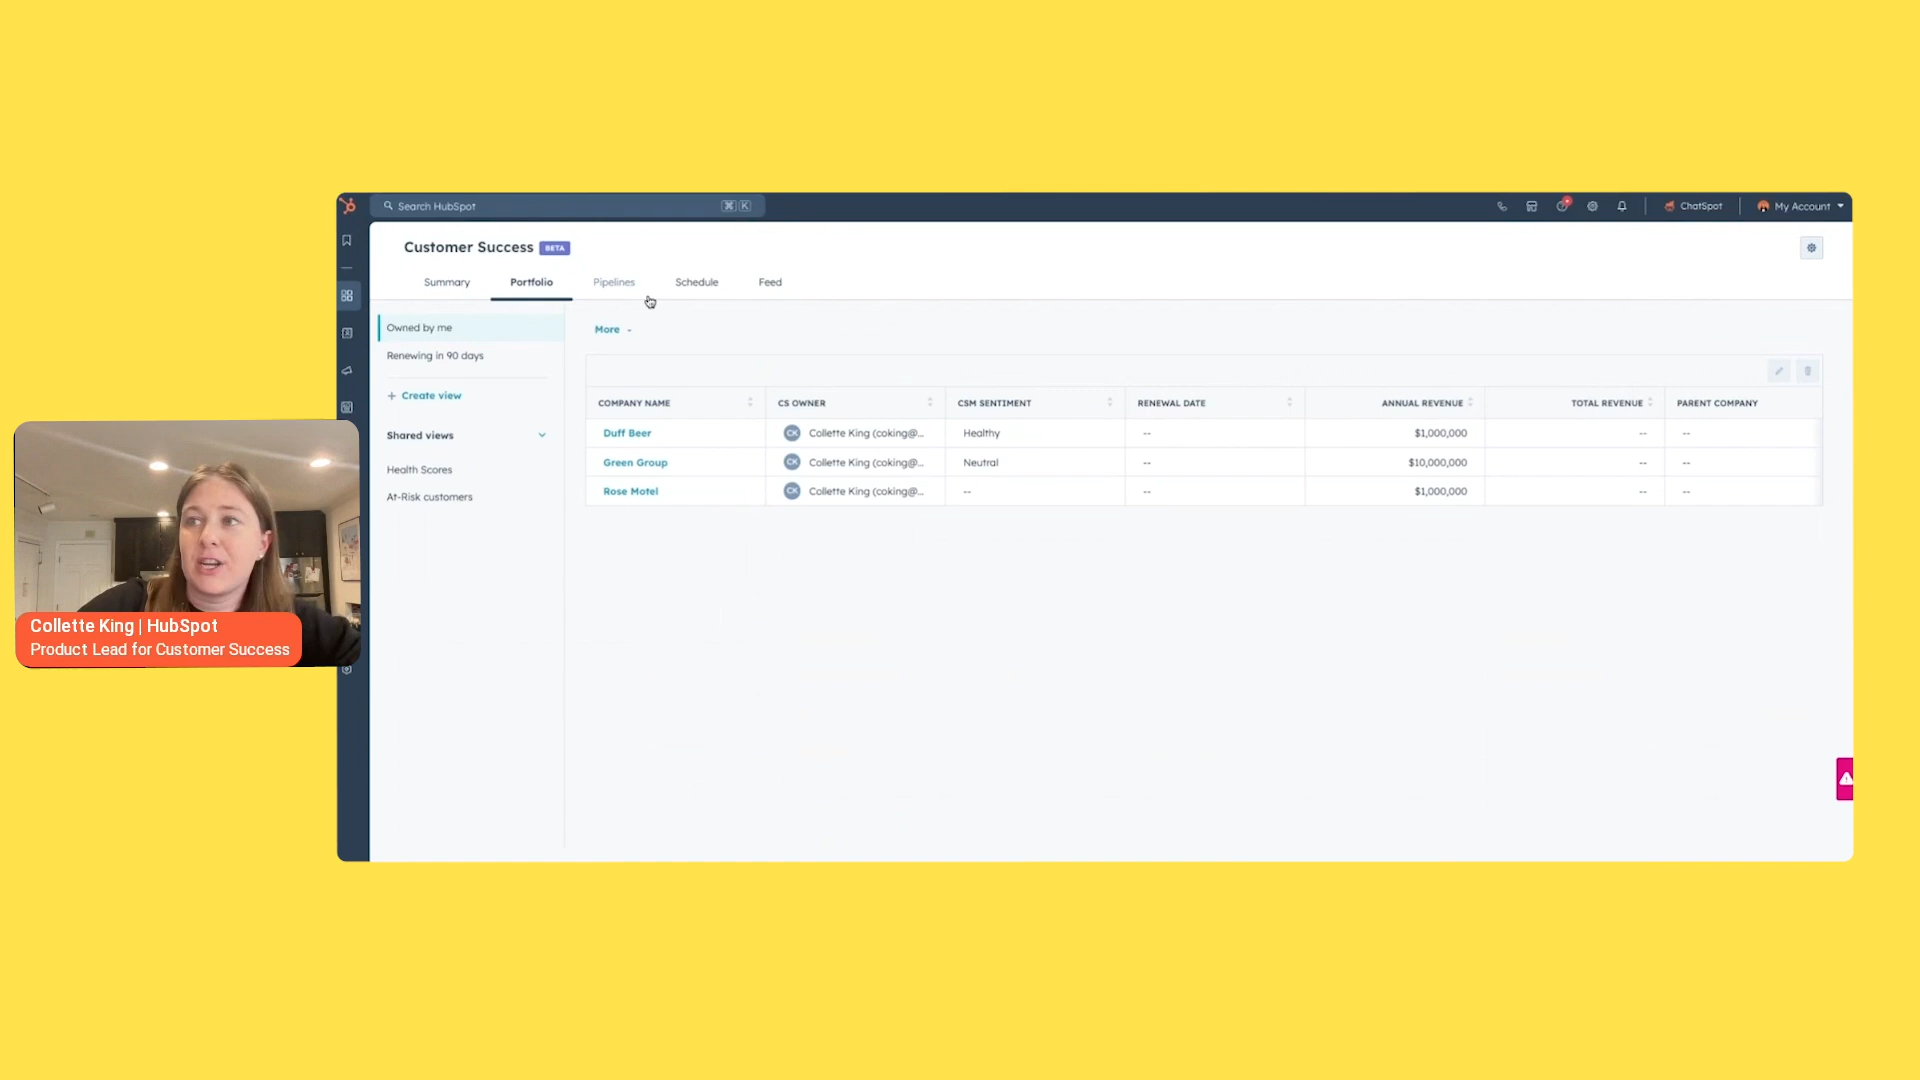 Search HubSpot
⌘ K
ChatSpot
My Account
Customer Success BETA
Summary Portfolio Pipelines Schedule Feed
Owned by me
Renewing in 90 days
+ Create view
Shared views
Health Scores
At-Risk customers
More
COMPANY NAME CS OWNER CSM SENTIMENT RENEWAL DATE ANNUAL REVENUE TOTAL REVENUE PARENT COMPANY
Duff Beer CK Collette King (coking@... Healthy -- $1,000,000 -- --
Green Group CK Collette King (coking@... Neutral -- $10,000,000 -- --
Rose Motel CK Collette King (coking@... -- -- $1,000,000 -- --
Collette King | HubSpot
Product Lead for Customer Success